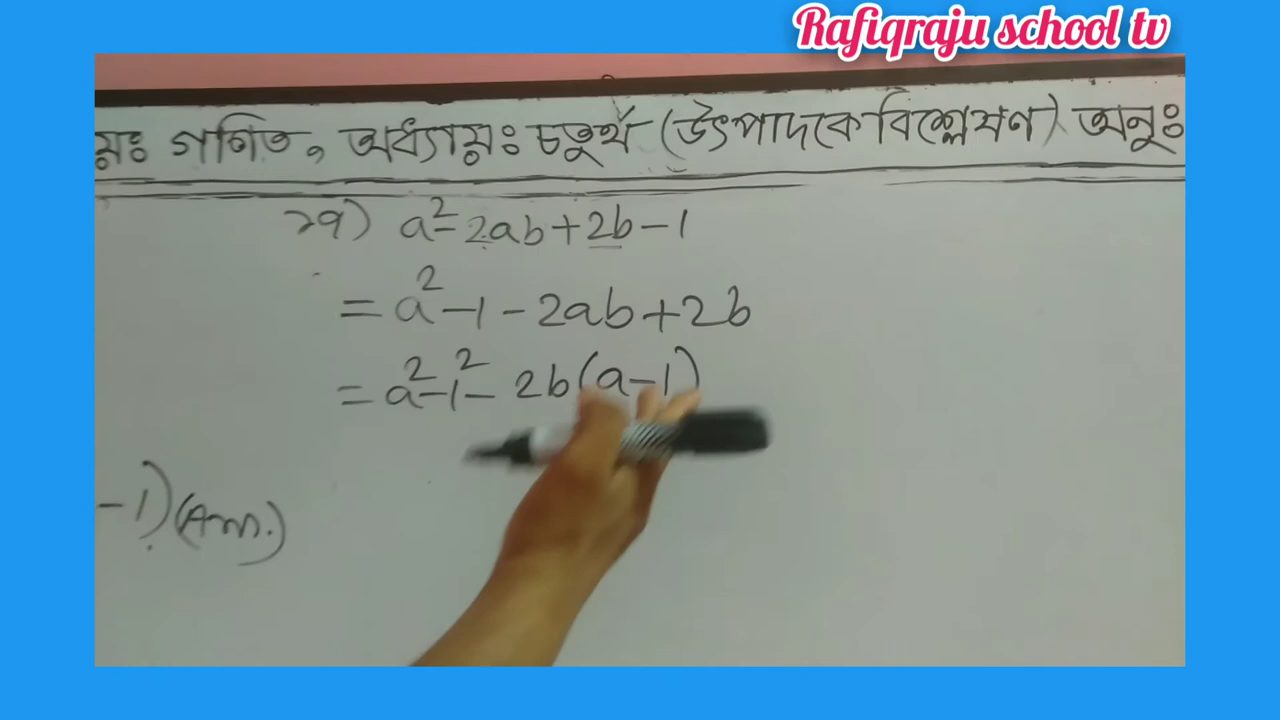 Rafiqraju school tv
য়ঃ গণিত, অধ্যায়ঃ চতুর্থ (উৎপাদকে বিশ্লেষণ) অনুঃ
২৭) a²-2ab+2b-1
= a²-1-2ab+2b
= a²-1²-2b(a-1)
-1) (Ans.)